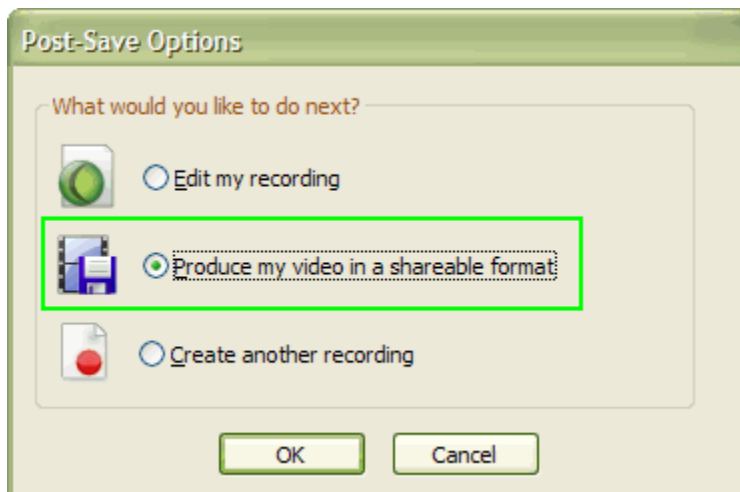 Post-Save Options
What would you like to do next?
Edit my recording
Produce my video in a shareable format
Create another recording
OK
Cancel